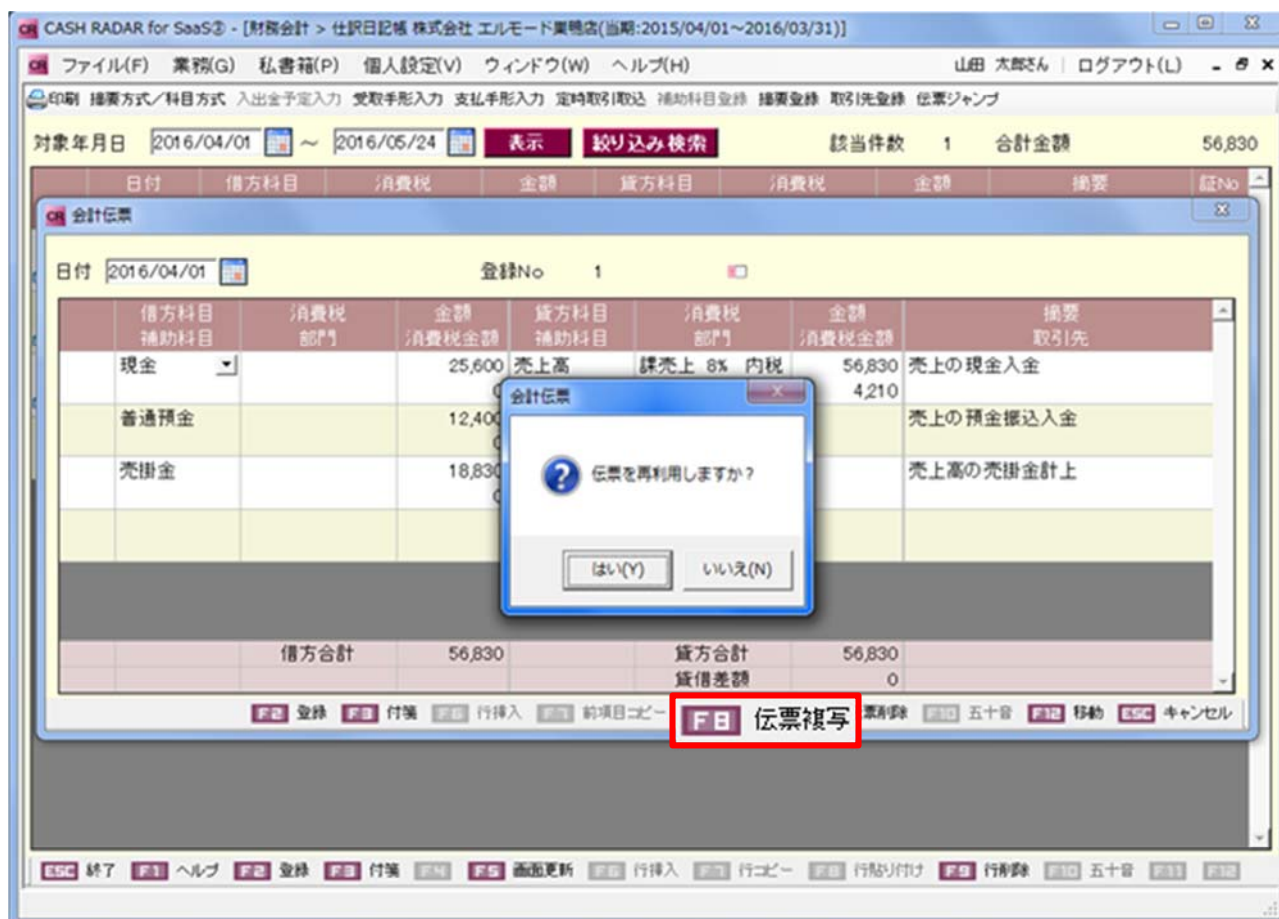 CR CASH RADAR for SaaS② - [財務会計 > 仕訳日記帳 株式会社 エルモード巣鴨店(当期:2015/04/01～2016/03/31)]
CR ファイル(F) 業務(G) 私書箱(P) 個人設定(V) ウィンドウ(W) ヘルプ(H) 山田 太郎さん ログアウト(L)
印刷 摘要方式/科目方式 入出金予定入力 受取手形入力 支払手形入力 定時取引取込 補助科目登録 摘要登録 取引先登録 伝票ジャンプ
対象年月日 2016/04/01 ～ 2016/05/24 表示 絞り込み検索 該当件数 1 合計金額 56,830
日付 借方科目 消費税 金額 貸方科目 消費税 金額 摘要 証No
CR 会計伝票
日付 2016/04/01 登録No 1
借方科目 消費税 金額 貸方科目 消費税 金額 摘要
補助科目 部門 消費税金額 補助科目 部門 消費税金額 取引先
現金 25,600 売上高 課売上 8% 内税 56,830 売上の現金入金
0 4,210
普通預金 12,400 売上の預金振込入金
0
売掛金 18,830 売上高の売掛金計上
0
会計伝票
伝票を再利用しますか？
はい(Y) いいえ(N)
借方合計 56,830 貸方合計 56,830
貸借差額 0
F2 登録 F3 付箋 F6 行挿入 F7 前項目コピー F8 伝票複写 票削除 F10 五十音 F12 移動 ESC キャンセル
ESC 終了 F1 ヘルプ F2 登録 F3 付箋 F4 F5 画面更新 F6 行挿入 F7 行コピー F8 行貼り付け F9 行削除 F10 五十音 F11 F12